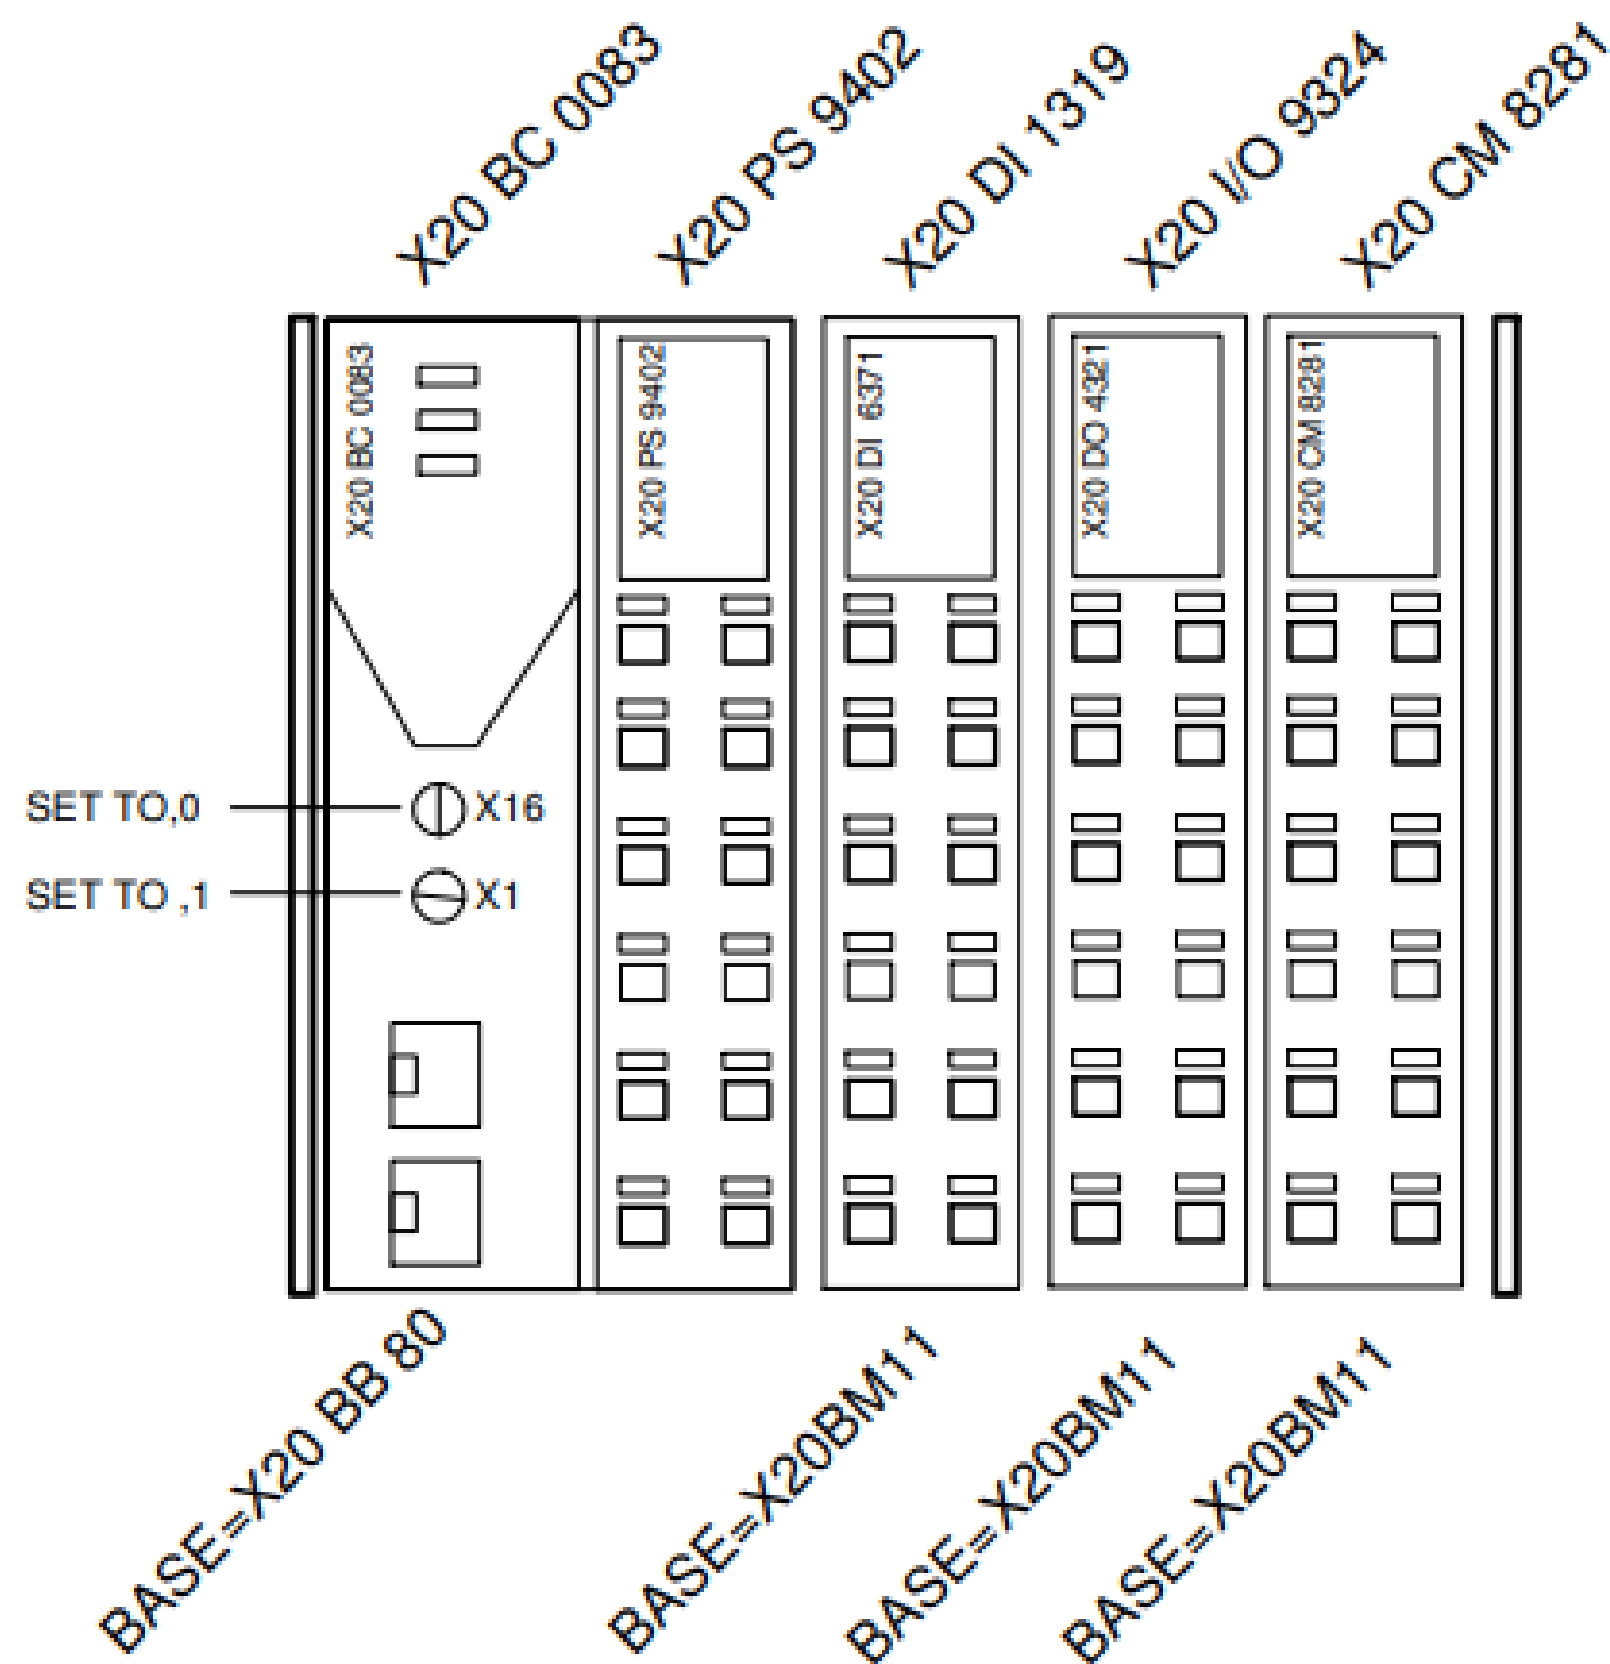 X20 BC 0083
X20 PS 9402
X20 DI 1319
X20 I/O 9324
X20 CM 8281
X20 BC 0083
X20 PS 9402
X20 DI 6371
X20 DO 4321
X20 CM 8281
SET TO,0
X16
SET TO ,1
X1
BASE=X20 BB 80
BASE=X20BM11
BASE=X20BM11
BASE=X20BM11